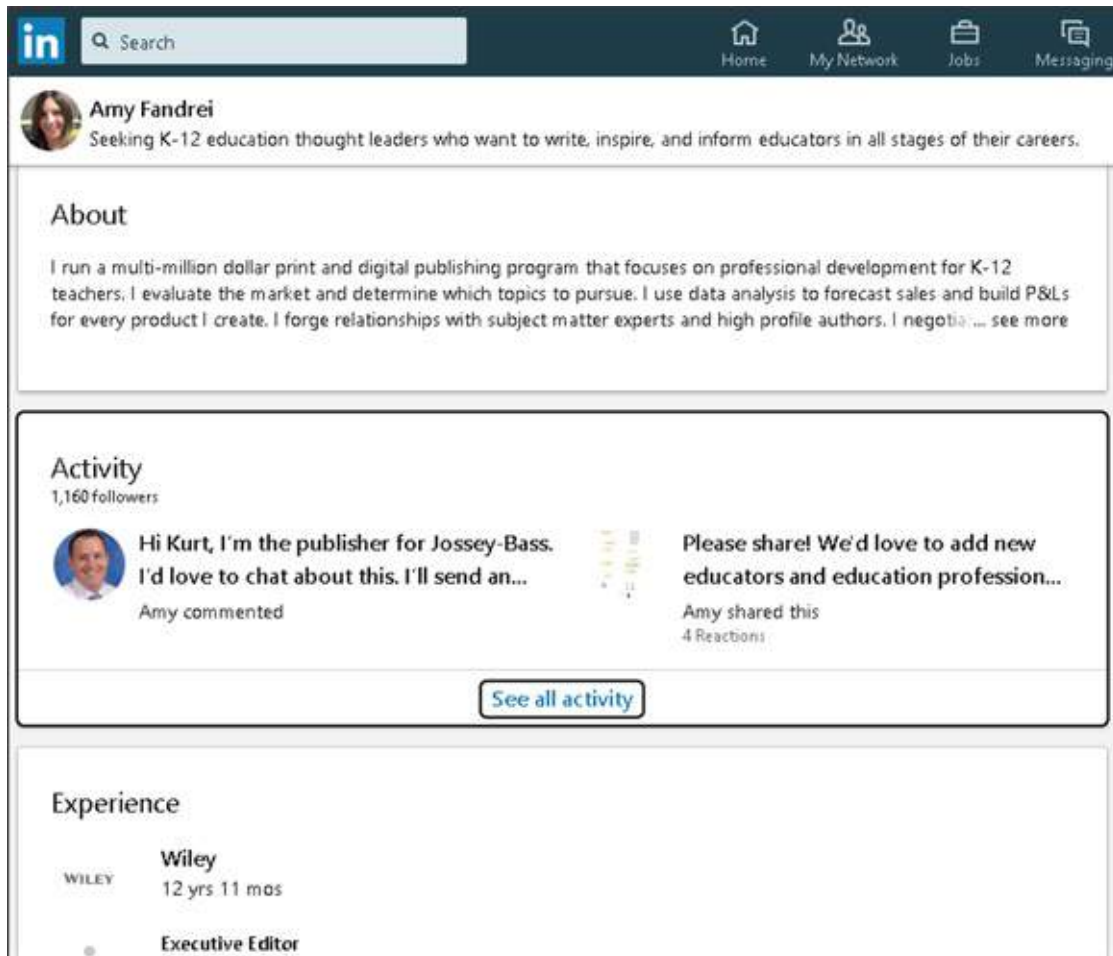 in
Search
Home
My Network
Jobs
Messaging
Amy Fandrei
Seeking K-12 education thought leaders who want to write, inspire, and inform educators in all stages of their careers.
About
I run a multi-million dollar print and digital publishing program that focuses on professional development for K-12
teachers. I evaluate the market and determine which topics to pursue. I use data analysis to forecast sales and build P&Ls
for every product I create. I forge relationships with subject matter experts and high profile authors. I negotia... see more
Activity
1,160 followers
Hi Kurt, I'm the publisher for Jossey-Bass.
I'd love to chat about this. I'll send an...
Amy commented
Please share! We'd love to add new
educators and education profession...
Amy shared this
4 Reactions
See all activity
Experience
WILEY
Wiley
12 yrs 11 mos
Executive Editor